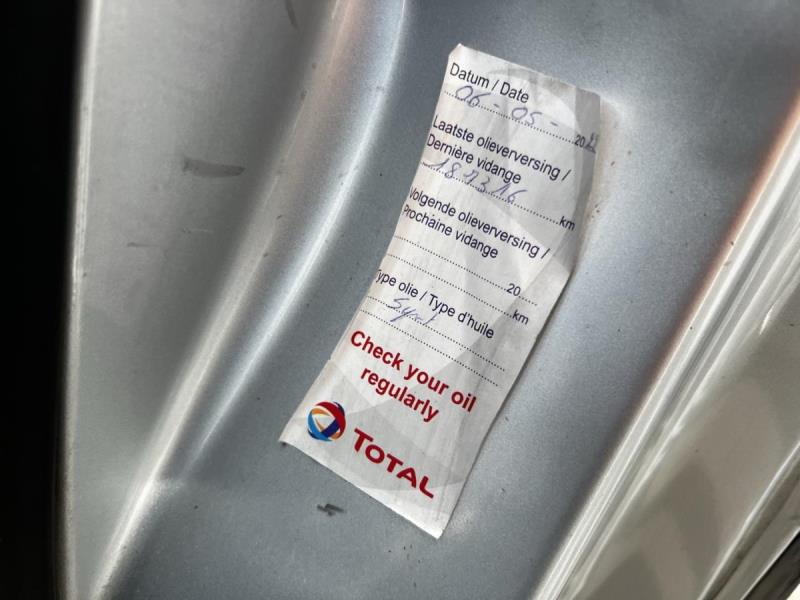 Datum / Date
06 - 05 - 20
Laatste olieverversing /
Dernière vidange
km
Volgende olieverversing /
Prochaine vidange
20
km
Type olie / Type d'huile
Check your oil
regularly
TOTAL